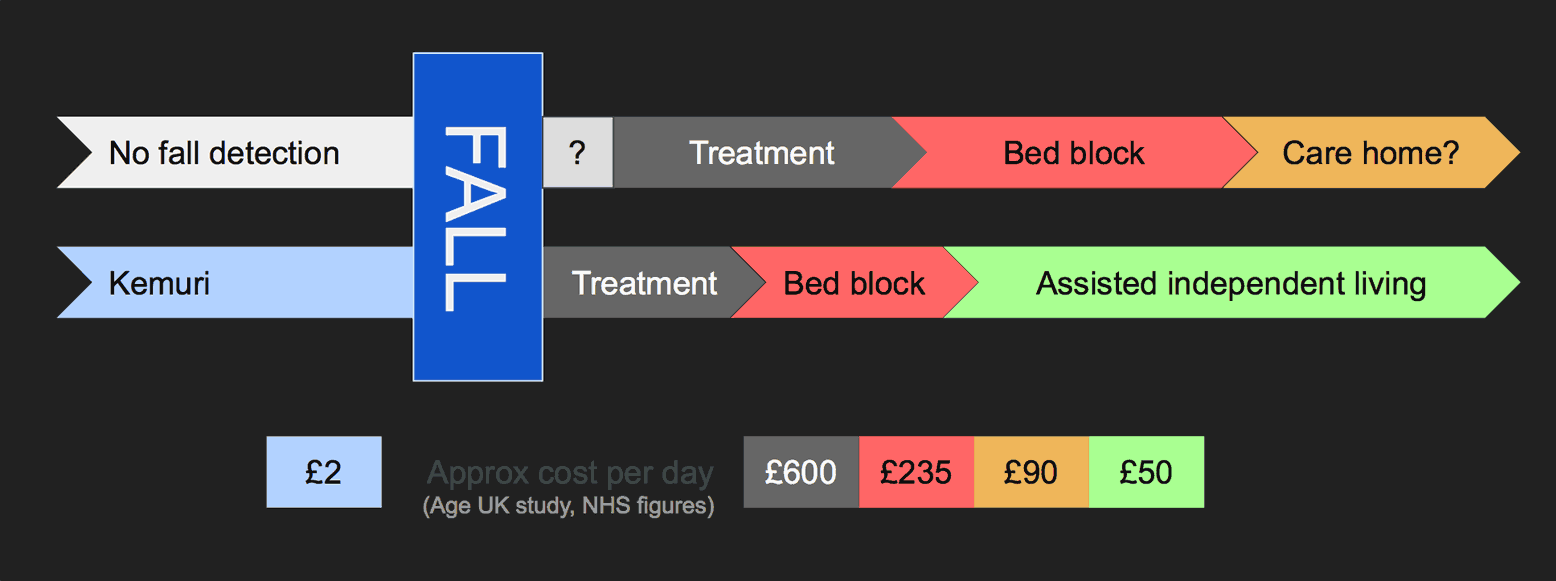 No fall detection
FALL
?
Treatment
Bed block
Care home?
Kemuri
Treatment
Bed block
Assisted independent living
£2
Approx cost per day
(Age UK study, NHS figures)
£600
£235
£90
£50